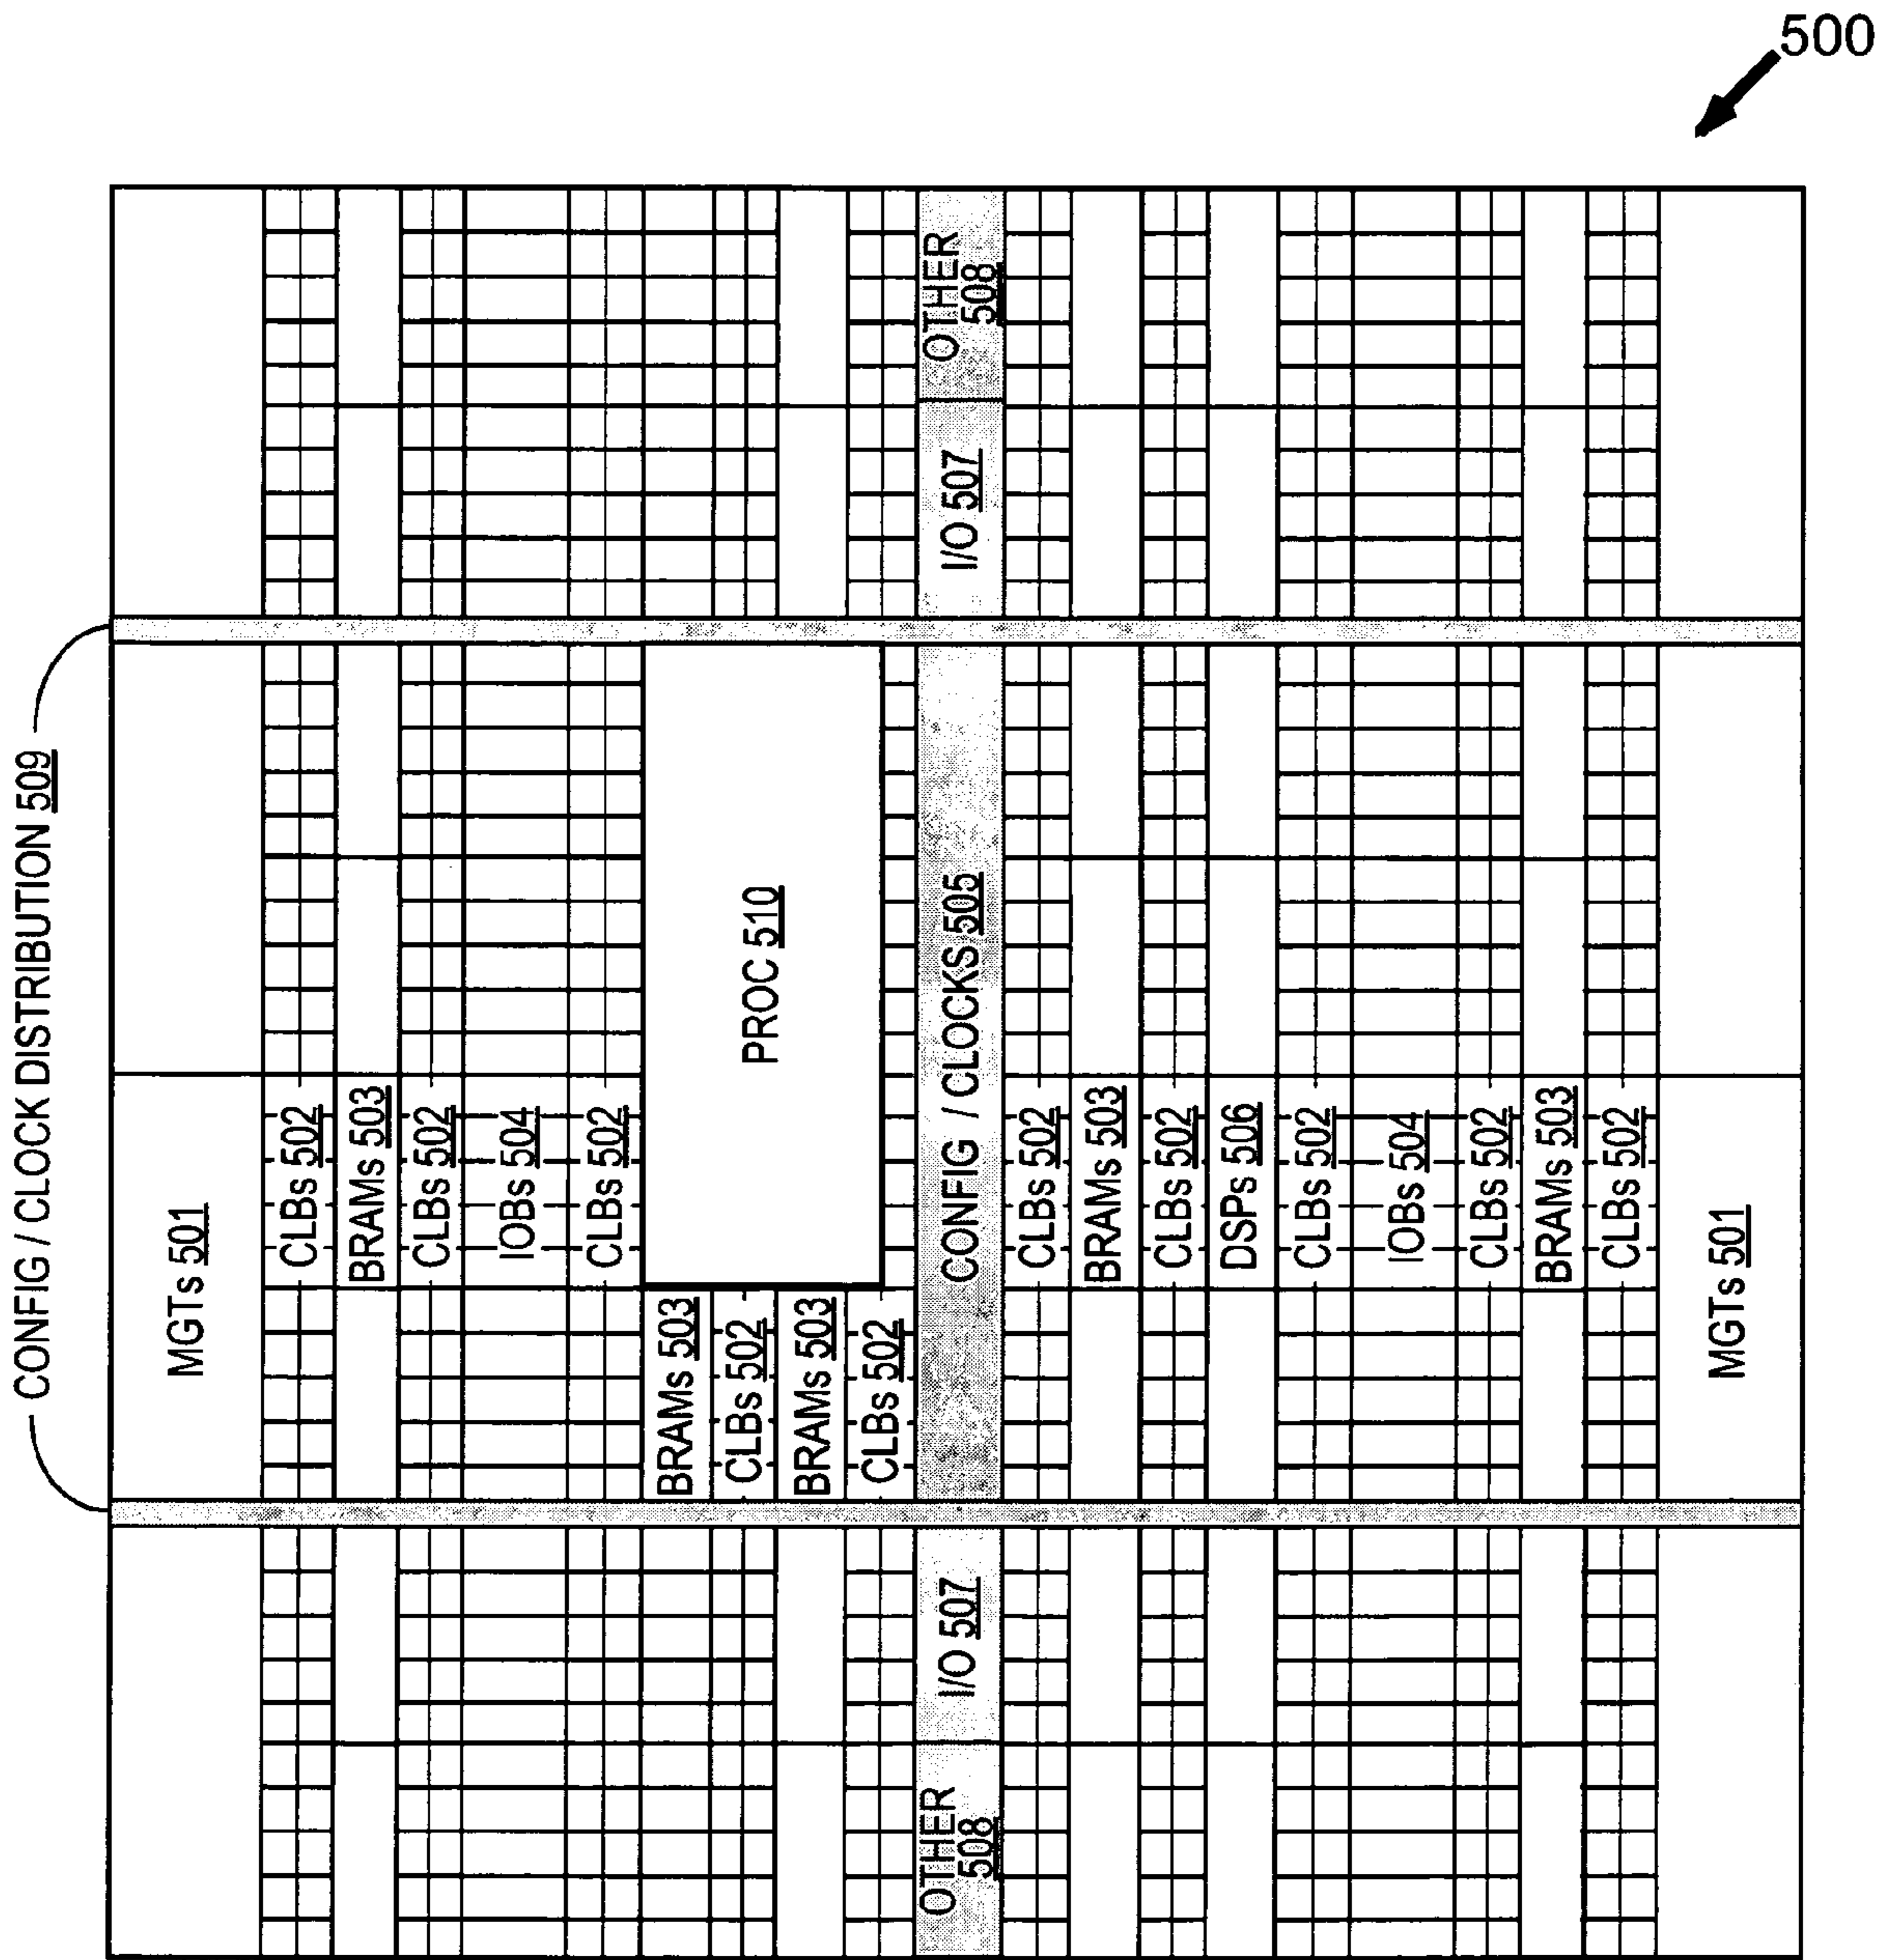 500
CONFIG / CLOCK DISTRIBUTION 509
MGTs 501
CLBs 502
BRAMs 503
CLBs 502
IOBs 504
CLBs 502
PROC 510
BRAMs 503
CLBs 502
BRAMs 503
CLBs 502
OTHER
508
I/O 507
CONFIG / CLOCKS 505
I/O 507
OTHER
508
CLBs 502
BRAMs 503
CLBs 502
DSPs 506
CLBs 502
IOBs 504
CLBs 502
BRAMs 503
CLBs 502
MGTs 501